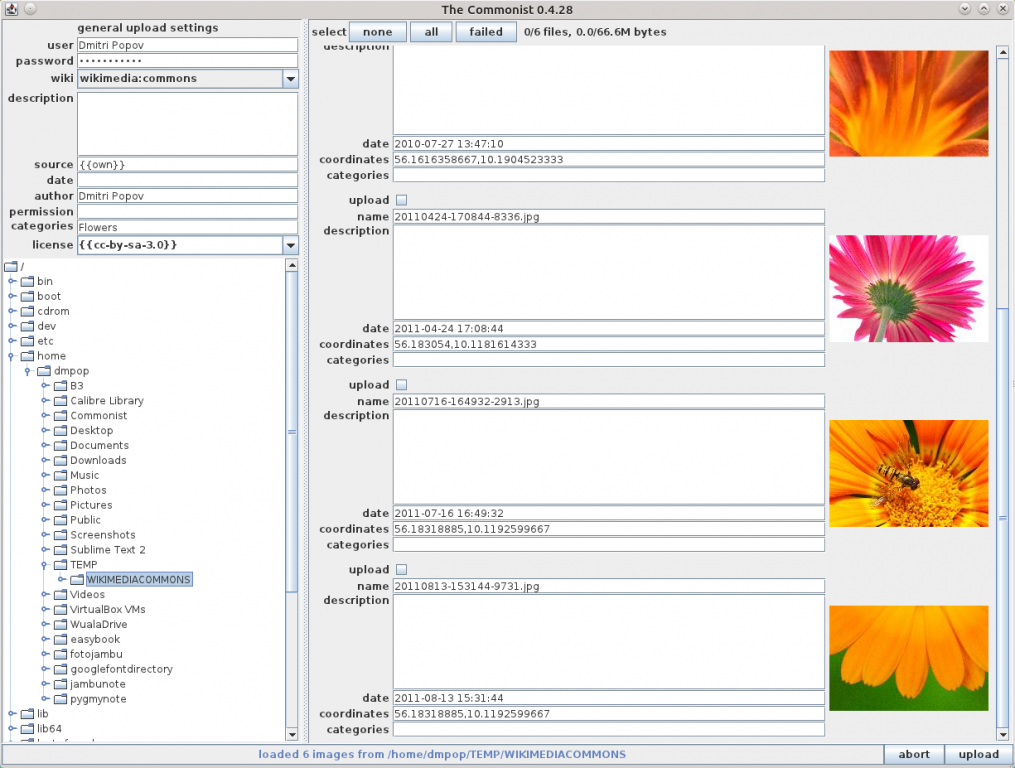 The Commonist 0.4.28
general upload settings
user Dmitri Popov
password ···········
wiki wikimedia:commons
description
source {{own}}
date
author Dmitri Popov
permission
categories Flowers
license {{cc-by-sa-3.0}}
/
bin
boot
cdrom
dev
etc
home
dmpop
B3
Calibre Library
Commonist
Desktop
Documents
Downloads
Music
Photos
Pictures
Public
Screenshots
Sublime Text 2
TEMP
WIKIMEDIACOMMONS
Videos
VirtualBox VMs
WualaDrive
easybook
fotojambu
googlefontdirectory
jambunote
pygmynote
lib
lib64
select none all failed 0/6 files, 0.0/66.6M bytes
description
date 2010-07-27 13:47:10
coordinates 56.1616358667,10.1904523333
categories
upload
name 20110424-170844-8336.jpg
description
date 2011-04-24 17:08:44
coordinates 56.183054,10.1181614333
categories
upload
name 20110716-164932-2913.jpg
description
date 2011-07-16 16:49:32
coordinates 56.18318885,10.1192599667
categories
upload
name 20110813-153144-9731.jpg
description
date 2011-08-13 15:31:44
coordinates 56.18318885,10.1192599667
categories
loaded 6 images from /home/dmpop/TEMP/WIKIMEDIACOMMONS
abort upload